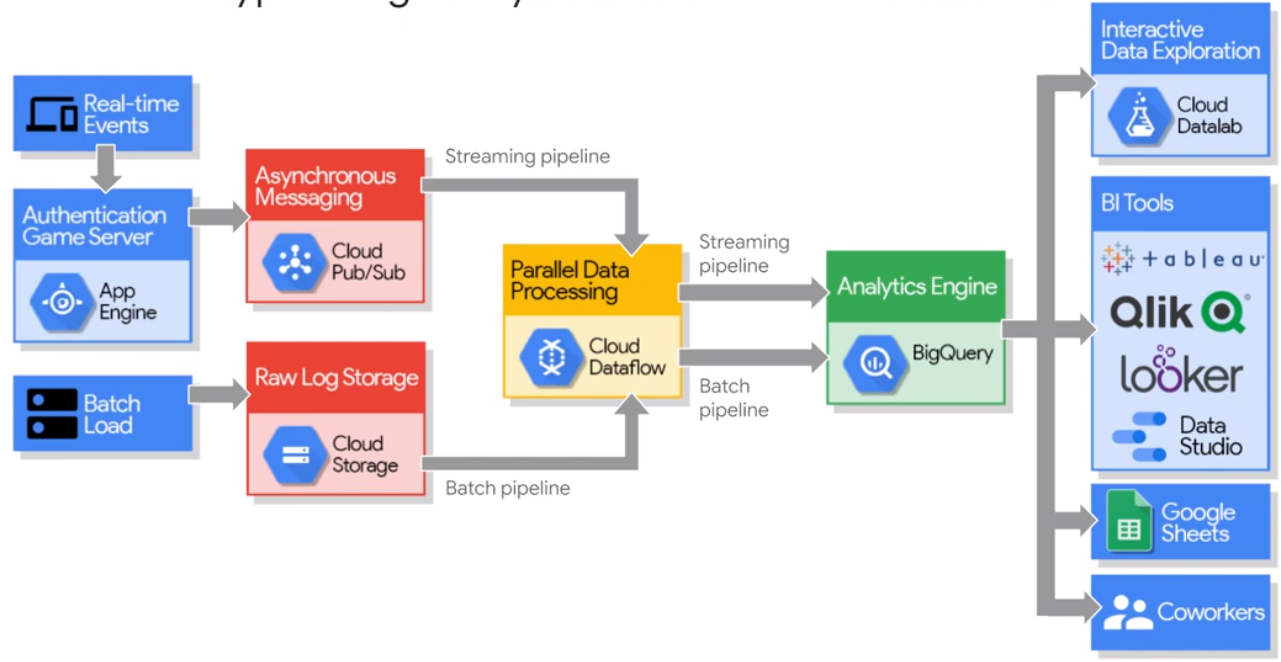 Real-time
Events
Authentication
Game Server
App
Engine
Batch
Load
Asynchronous
Messaging
Cloud
Pub/Sub
Raw Log Storage
Cloud
Storage
Streaming pipeline
Batch pipeline
Parallel Data
Processing
Cloud
Dataflow
Streaming
pipeline
Batch
pipeline
Analytics Engine
BigQuery
Interactive
Data Exploration
Cloud
Datalab
BI Tools
+ a b l e a u
Qlik
looker
Data
Studio
Google
Sheets
Coworkers